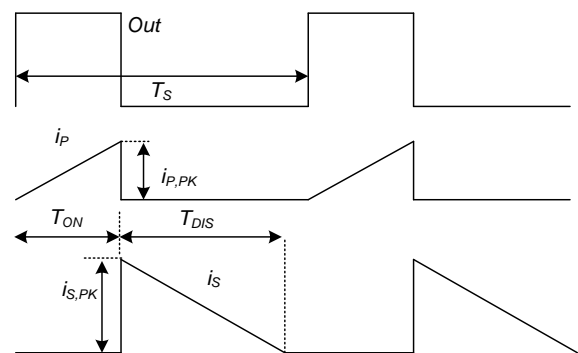 Out
T_S
i_P
i_P,PK
T_ON
T_DIS
i_S,PK
i_S